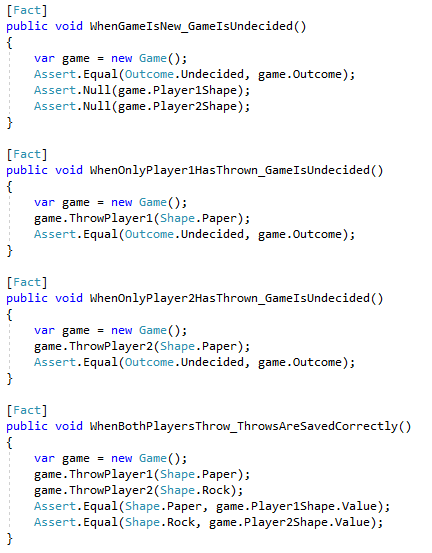 [Fact]
public void WhenGameIsNew_GameIsUndecided()
{
    var game = new Game();
    Assert.Equal(Outcome.Undecided, game.Outcome);
    Assert.Null(game.Player1Shape);
    Assert.Null(game.Player2Shape);
}

[Fact]
public void WhenOnlyPlayer1HasThrown_GameIsUndecided()
{
    var game = new Game();
    game.ThrowPlayer1(Shape.Paper);
    Assert.Equal(Outcome.Undecided, game.Outcome);
}

[Fact]
public void WhenOnlyPlayer2HasThrown_GameIsUndecided()
{
    var game = new Game();
    game.ThrowPlayer2(Shape.Paper);
    Assert.Equal(Outcome.Undecided, game.Outcome);
}

[Fact]
public void WhenBothPlayersThrow_ThrowsAreSavedCorrectly()
{
    var game = new Game();
    game.ThrowPlayer1(Shape.Paper);
    game.ThrowPlayer2(Shape.Rock);
    Assert.Equal(Shape.Paper, game.Player1Shape.Value);
    Assert.Equal(Shape.Rock, game.Player2Shape.Value);
}